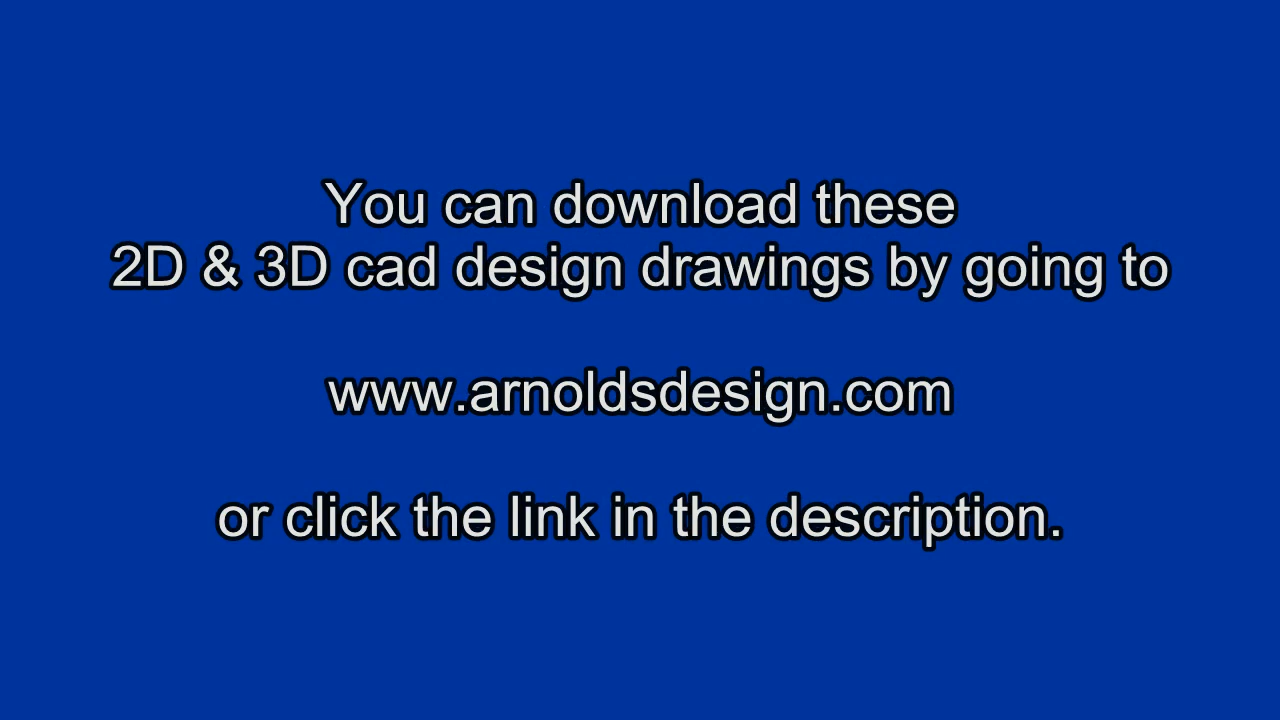 You can download these
2D & 3D cad design drawings by going to
www.arnoldsdesign.com
or click the link in the description.